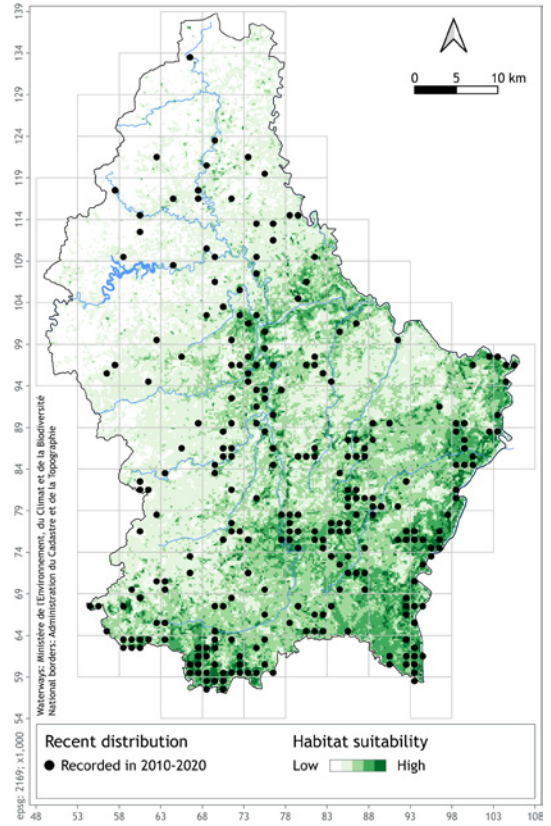 139
134
129
124
119
114
109
104
99
94
89
84
79
74
69
64
59
54
0 5 10 km
Waterways: Ministère de l'Environnement, du Climat et de la Biodiversité
National borders: Administration du Cadastre et de la Topographie
epsg: 2169; x1,000
Recent distribution
Recorded in 2010-2020
Habitat suitability
Low High
48 53 58 63 68 73 78 83 88 93 98 103 108